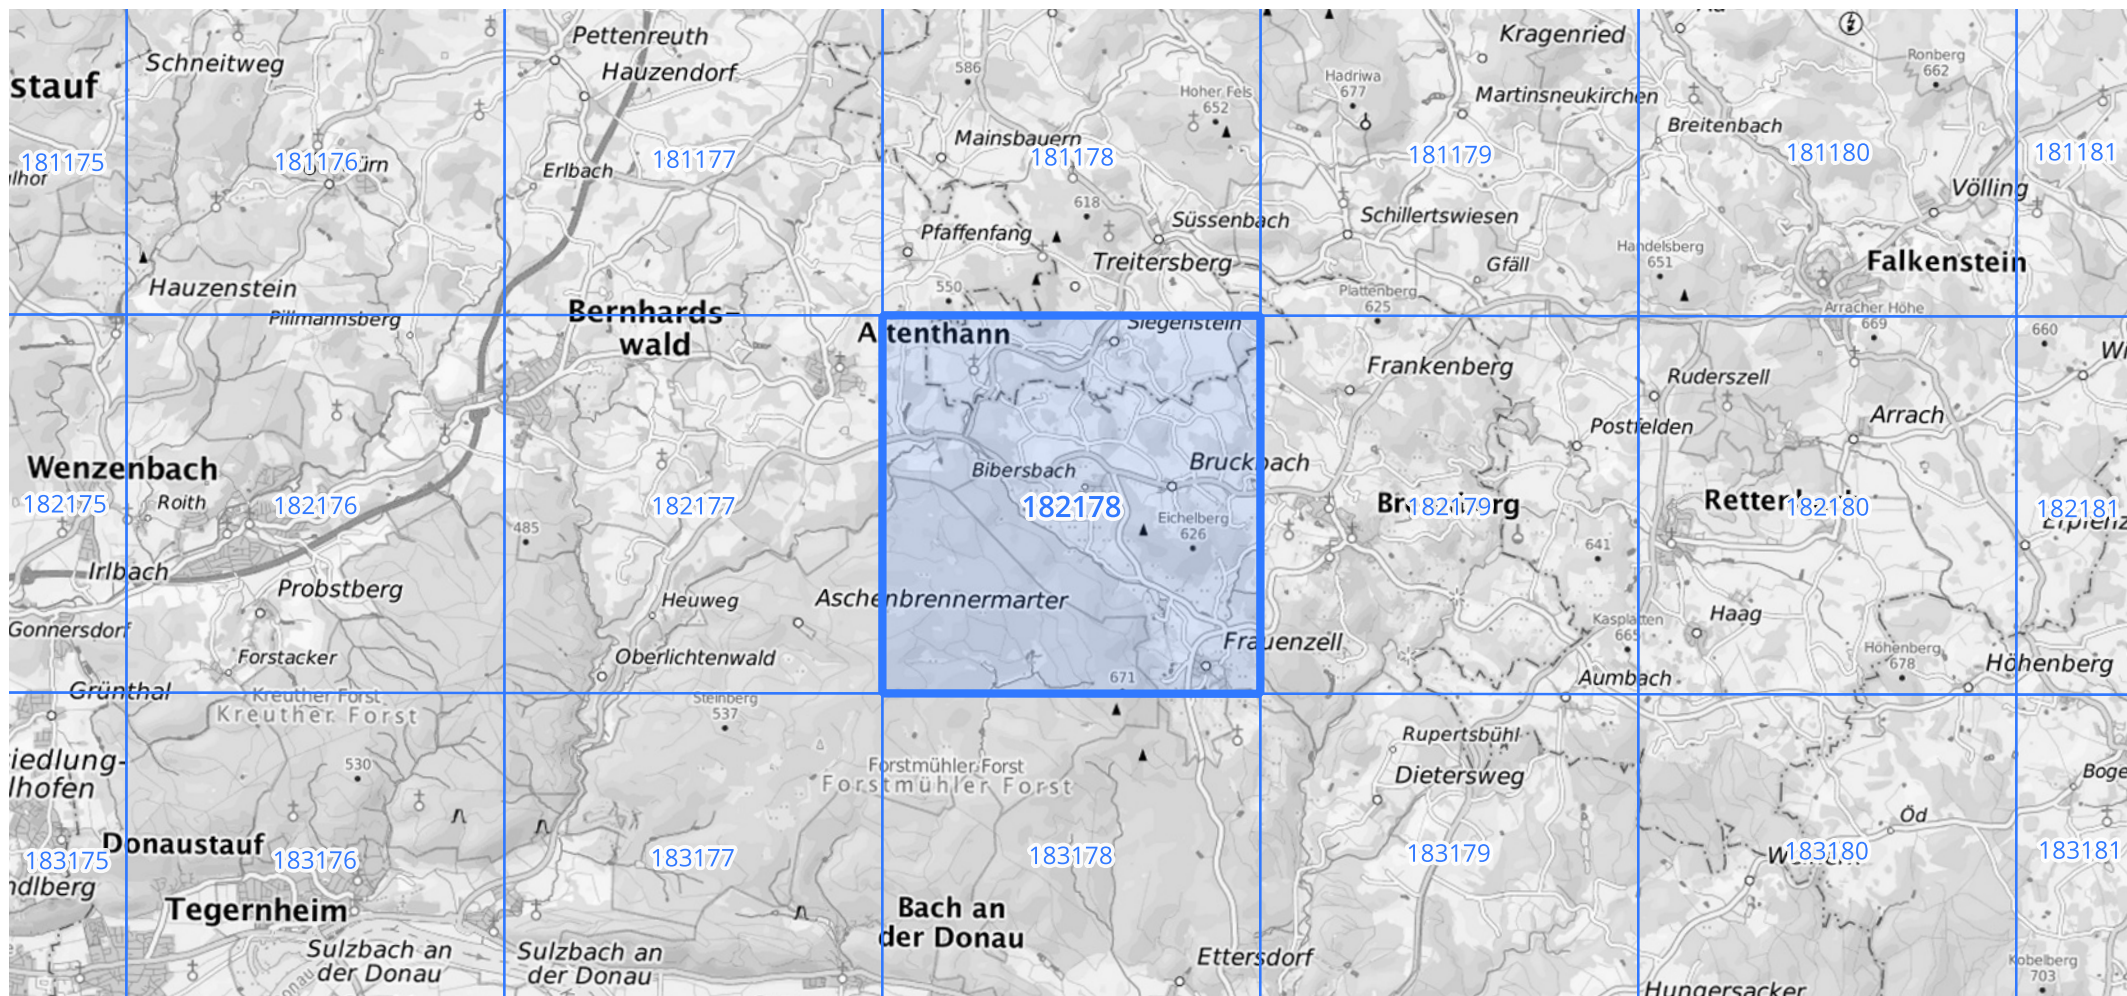 Pettenreuth
Kragenried
Schneitweg
stauf
Hauzendorf
586
Hadriwa
677
Ronberg
662
Hoher Fels
652
Martinsneukirchen
Mainsbauern
Breitenbach
181175
181176
181177
181178
181179
181180
181181
Erlbach
Völling
618
Pfaffenfang
Süssenbach
Schillertswiesen
Treitersberg
Gfäll
Handelsberg
651
Falkenstein
Hauzenstein
550
Plattenberg
625
Arracher Höhe
669
Pillmannsberg
Bernhards-
wald
Altenthann
Siegenstein
660
Frankenberg
Ruderszell
Arrach
Postfelden
Wenzenbach
Bibersbach
Bruckbach
Roith
182175
182176
182177
182178
182179
182180
182181
Eichelberg
626
485
641
Irlbach
Probstberg
Heuweg
Aschenbrennermarter
Haag
Kasplatten
665
Gonnersdorf
Forstacker
Oberlichtenwald
Frauenzell
Höhenberg
678
Höhenberg
671
Aumbach
Grünthal
Kreuther Forst
Kreuther Forst
Steinberg
537
Rupertsbühl
530
Forstmühler Forst
Forstmühler Forst
Dietersweg
Öd
Donaustauf
183175
183176
183177
183178
183179
183180
183181
Tegernheim
Bach an
der Donau
Sulzbach an
der Donau
Sulzbach an
der Donau
Ettersdorf
Kobelberg
703
Hungersacker